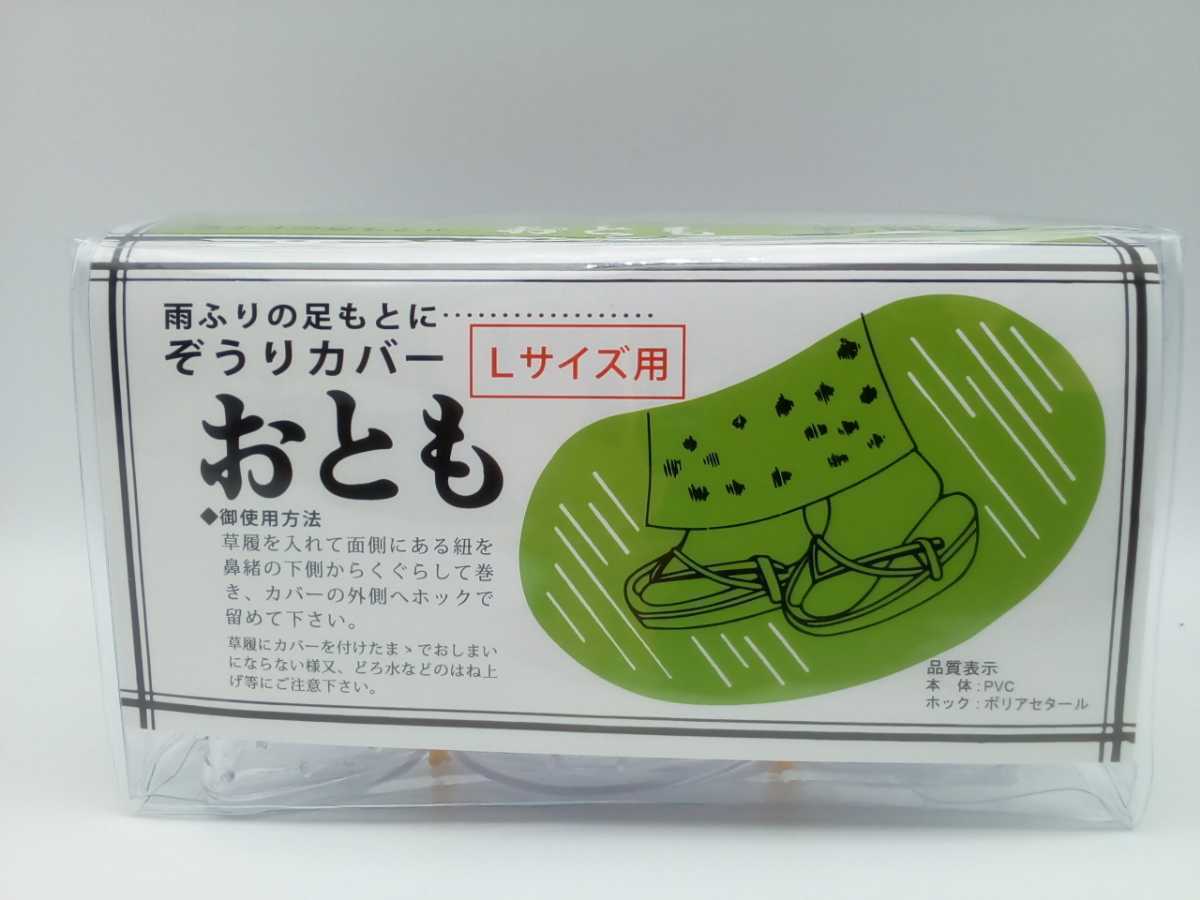 おとも
雨ふりの足もとに‥‥‥‥‥‥‥‥‥
ぞうりカバー
Lサイズ用
おとも
◆御使用方法
草履を入れて面側にある紐を
鼻緒の下側からくぐらして巻
き、カバーの外側へホックで
留めて下さい。
草履にカバーを付けたまゝでおしまい
にならない様又、どろ水などのはね上
げ等にご注意下さい。
品質表示
本　体：PVC
ホック：ポリアセタール